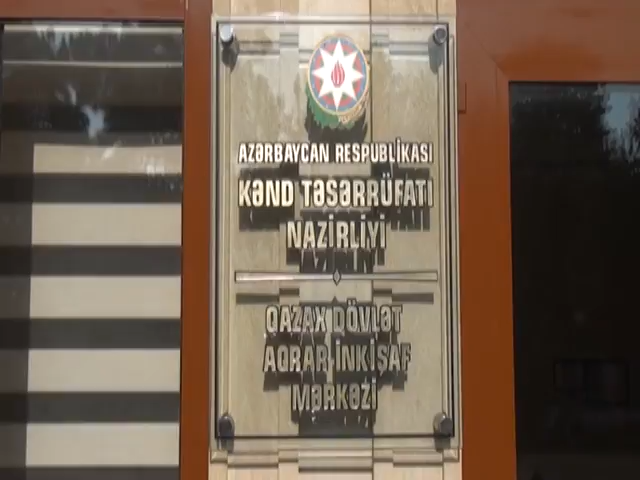 AZƏRBAYCAN RESPUBLİKASI
KƏND TƏSƏRRÜFATI
NAZİRLİYİ
QAZAX DÖVLƏT
AQRAR İNKİŞAF
MƏRKƏZİ